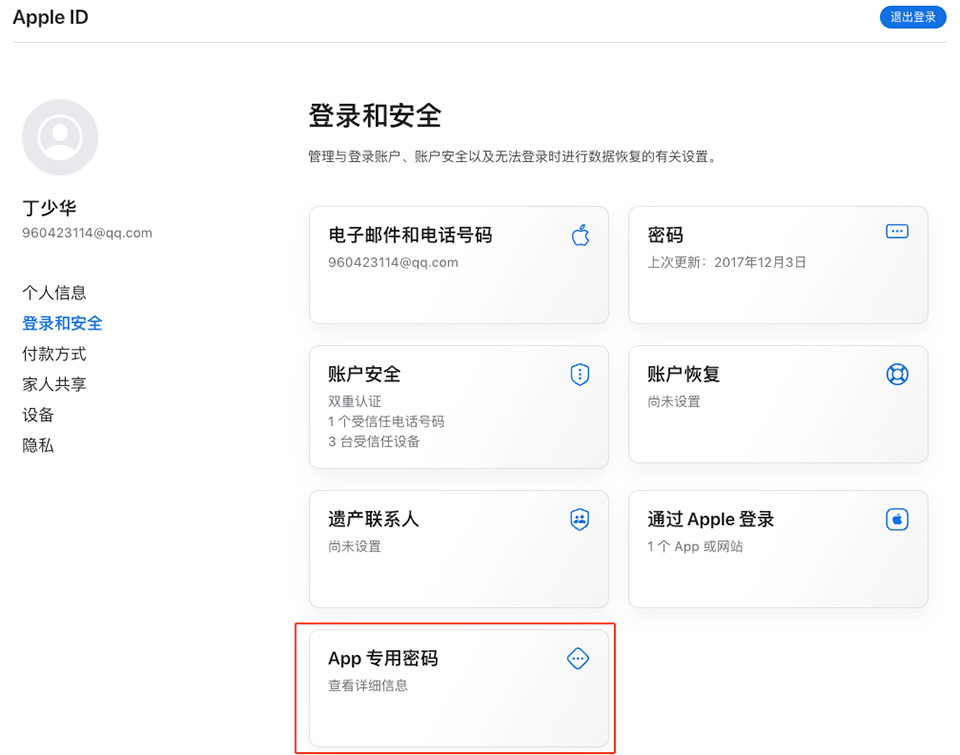 Apple ID
退出登录
丁少华
960423114@qq.com
个人信息
登录和安全
付款方式
家人共享
设备
隐私
登录和安全
管理与登录账户、账户安全以及无法登录时进行数据恢复的有关设置。
电子邮件和电话号码
960423114@qq.com
密码
上次更新：2017年12月3日
账户安全
双重认证
1 个受信任电话号码
3 台受信任设备
账户恢复
尚未设置
遗产联系人
尚未设置
通过 Apple 登录
1 个 App 或网站
App 专用密码
查看详细信息